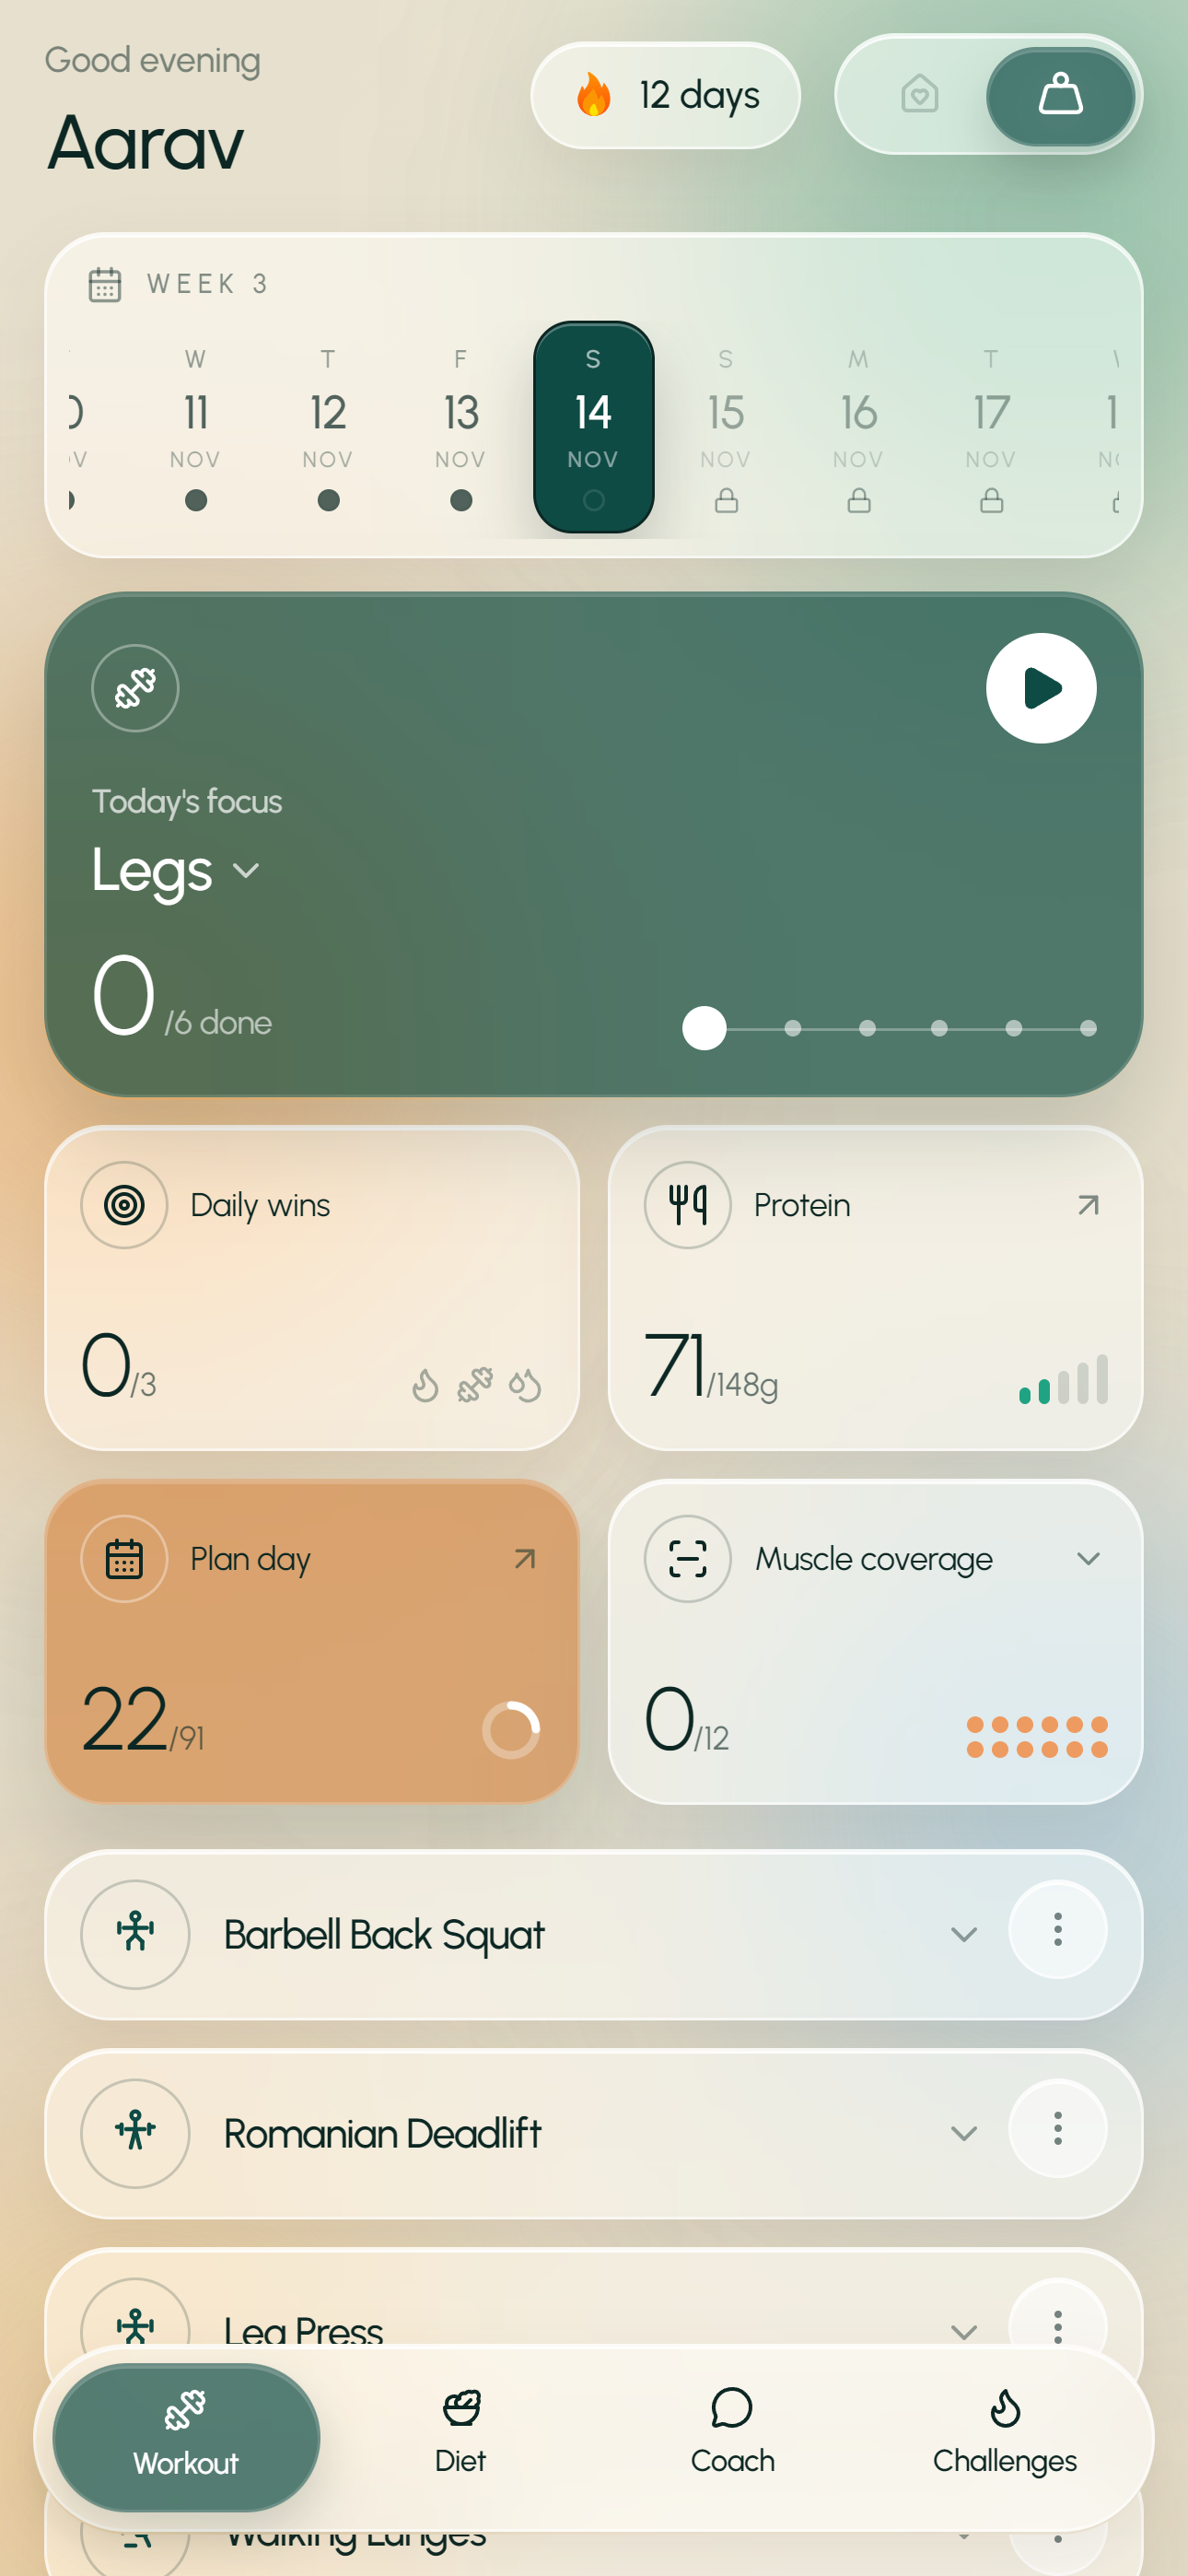 Good evening
Aarav
12 days
WEEK 3
W T F S S M T
11 12 13 14 15 16 17
NOV NOV NOV NOV NOV NOV NOV
Today's focus
Legs
0 /6 done
Daily wins
0/3
Protein
71/148g
Plan day
22/91
Muscle coverage
0/12
Barbell Back Squat
Romanian Deadlift
Leg Press
Workout
Diet
Coach
Challenges
Walking Lunges